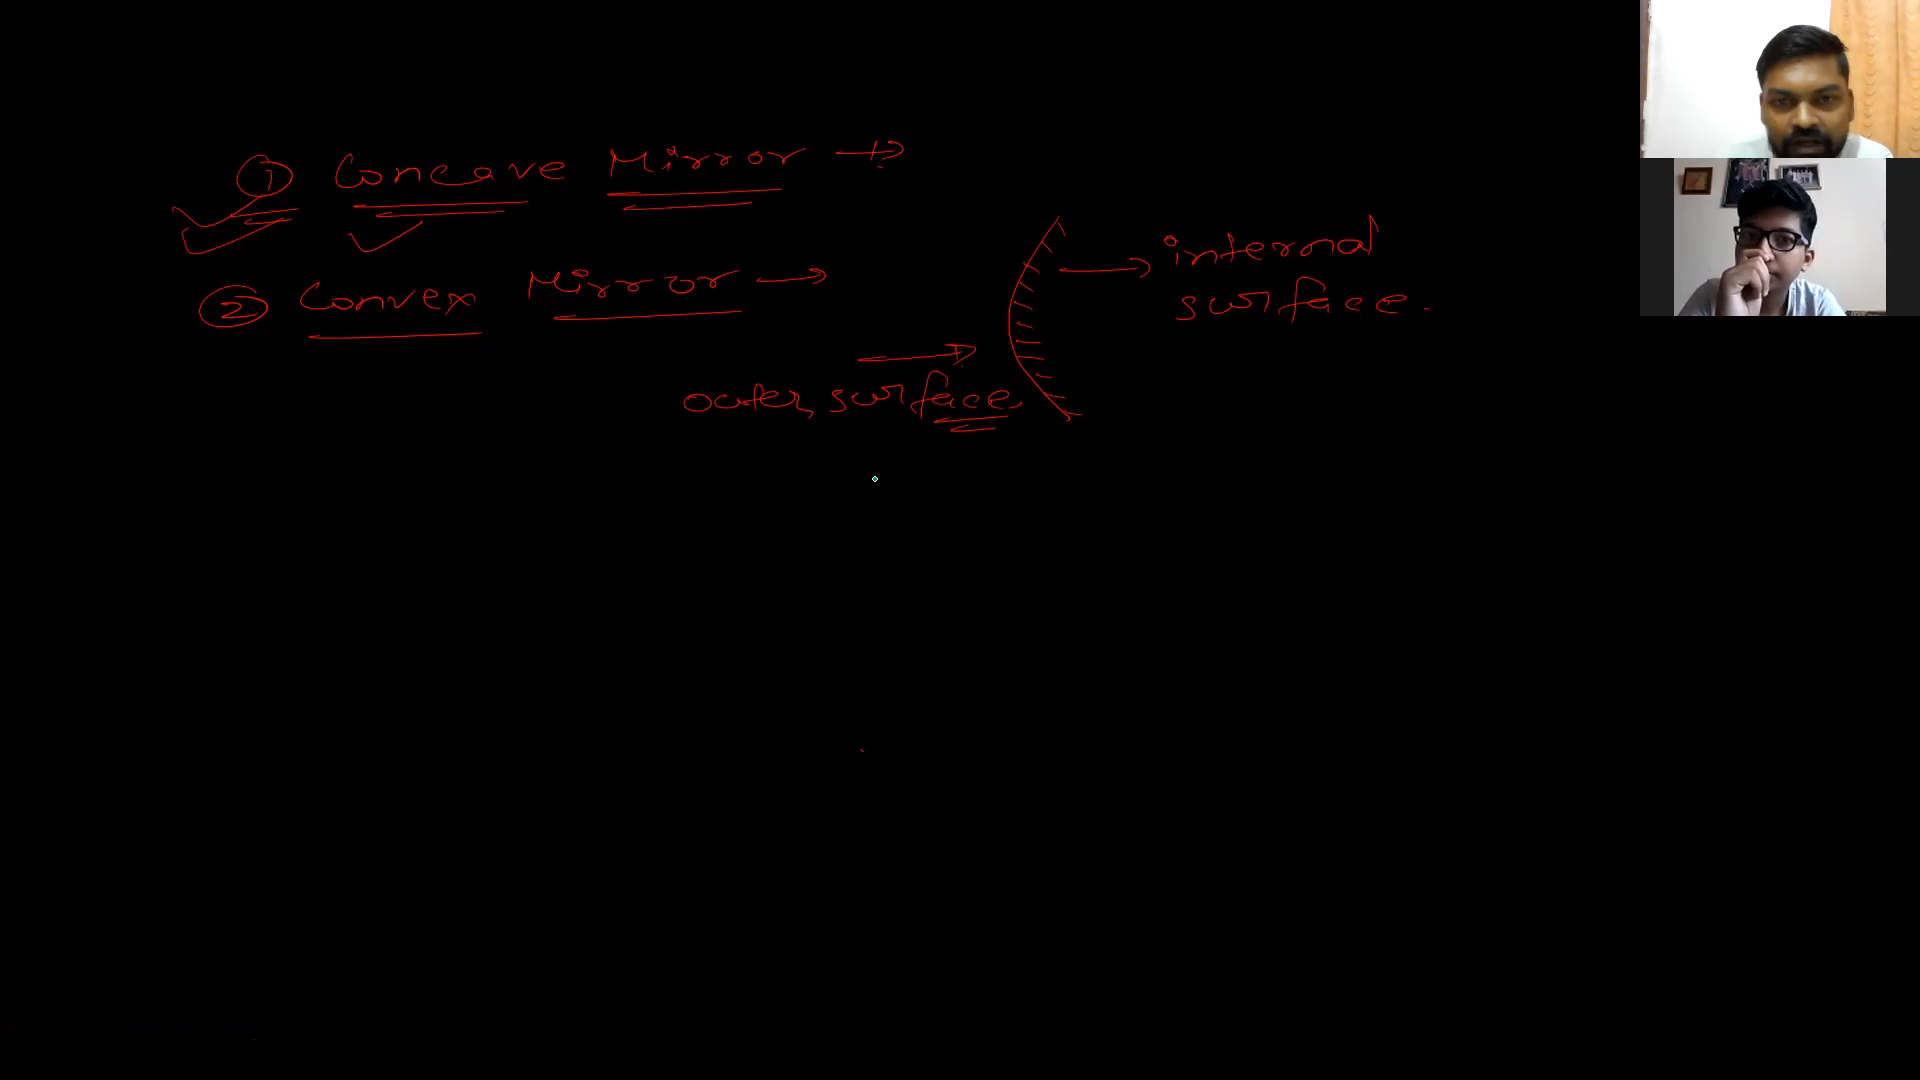 ① Concave Mirror →
② Convex Mirror →
internal
surface.
outer surface